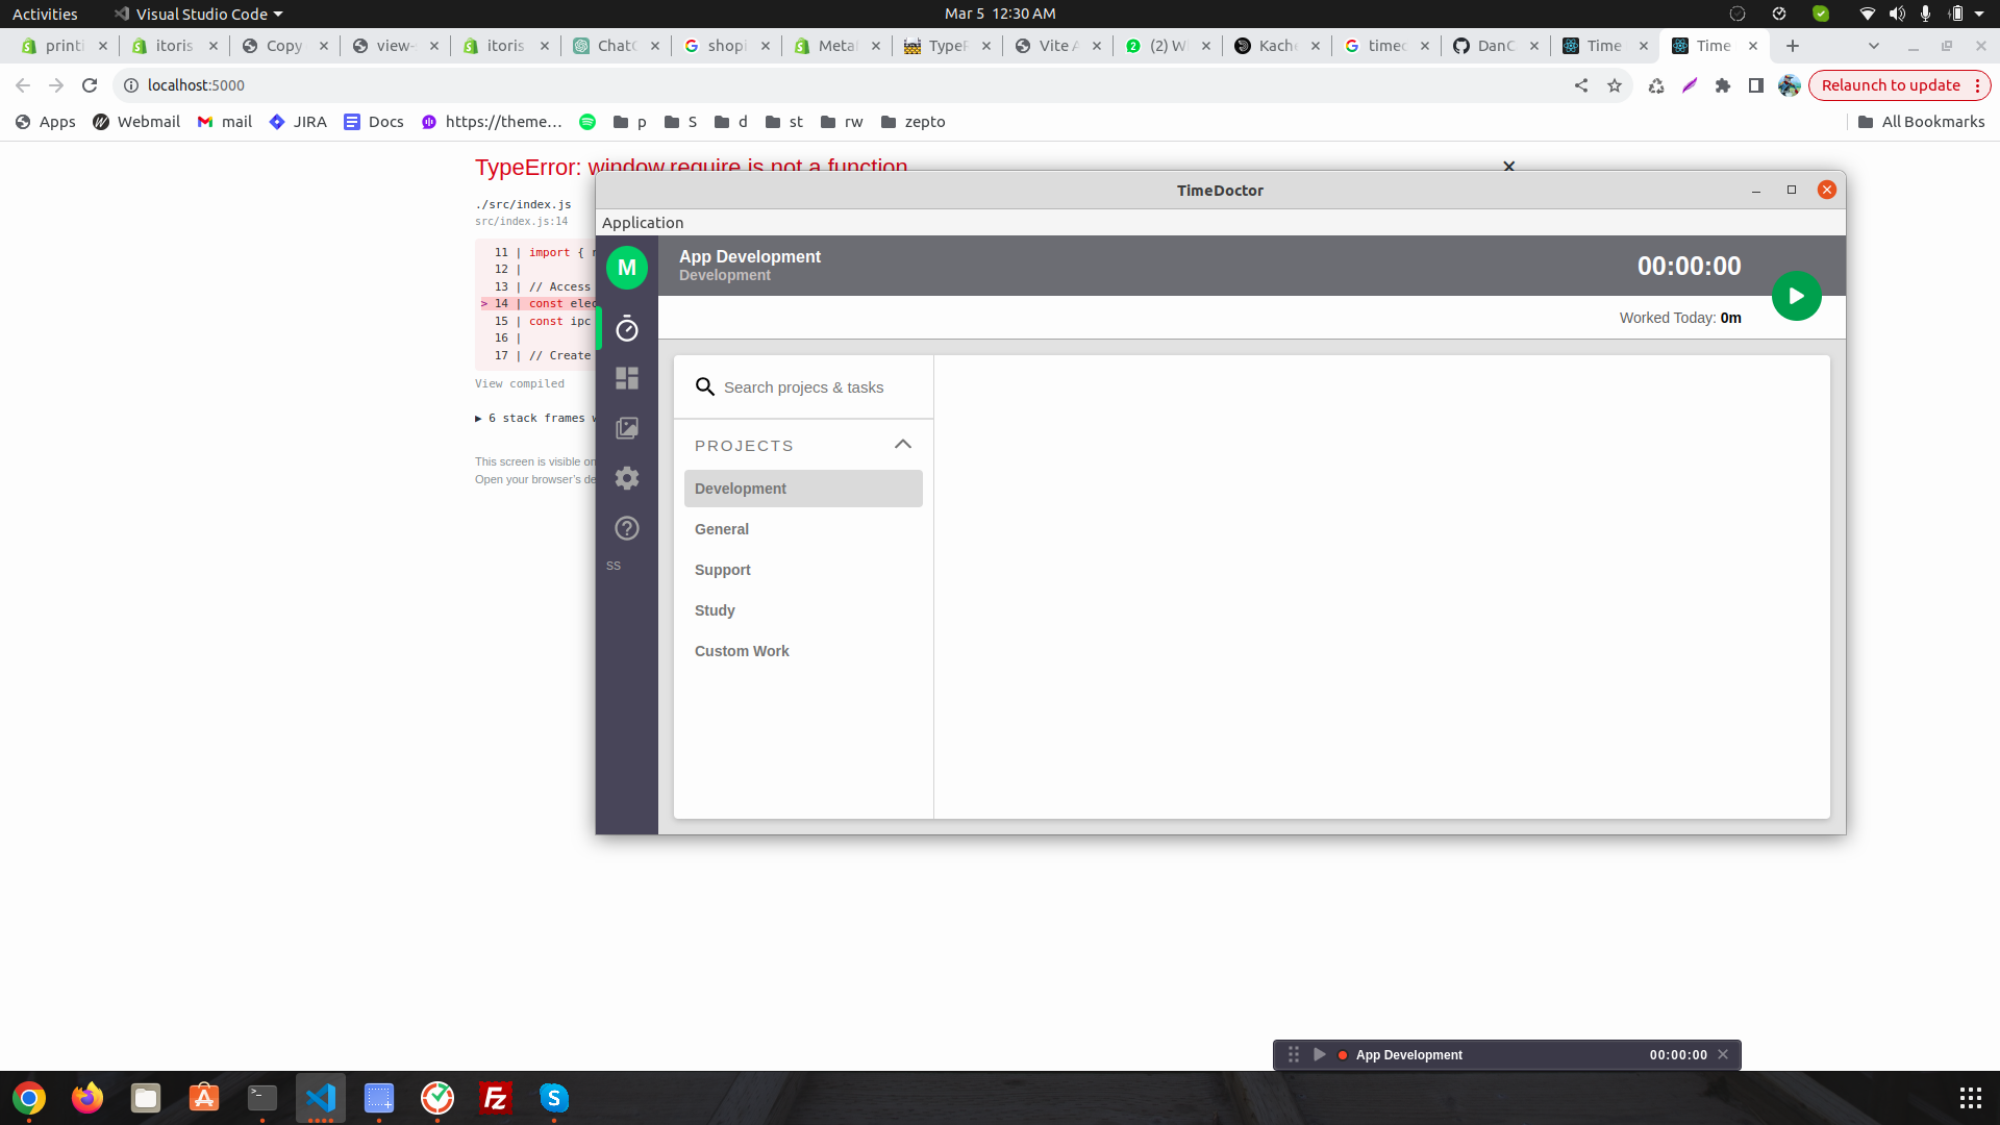 Activities Visual Studio Code Mar 5 12:30 AM
printi itoris Copy view- itoris Chat shopi Meta TypeF Vite A (2) W Kache timec DanC Time Time
localhost:5000 Relaunch to update
Apps Webmail mail JIRA Docs https://theme... p S d st rw zepto All Bookmarks
TypeError: window.require is not a function
./src/index.js
src/index.js:14
11 | import {
12 |
13 | // Access
> 14 | const elec
15 | const ipc
16 |
17 | // Create
View compiled
▶ 6 stack frames
This screen is visible on
Open your browser's de
TimeDoctor
Application
M
App Development
Development
00:00:00
Worked Today: 0m
Search projecs & tasks
PROJECTS
Development
General
Support
Study
Custom Work
ss
App Development 00:00:00